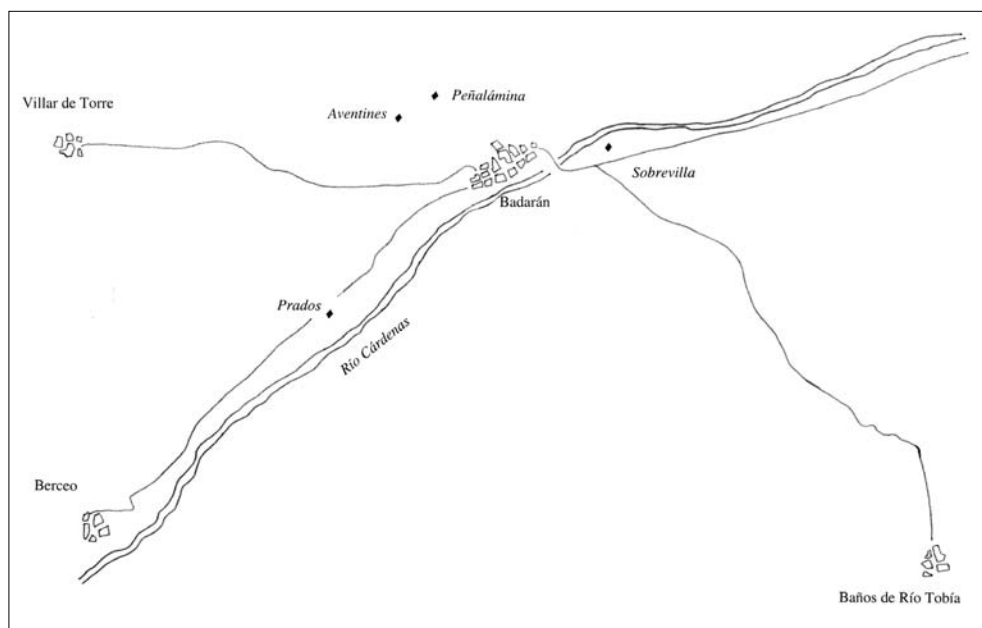 Peñalámina
Villar de Torre
Aventines
Sobrevilla
Badarán
Prados
Río Cárdenas
Berceo
Baños de Río Tobía